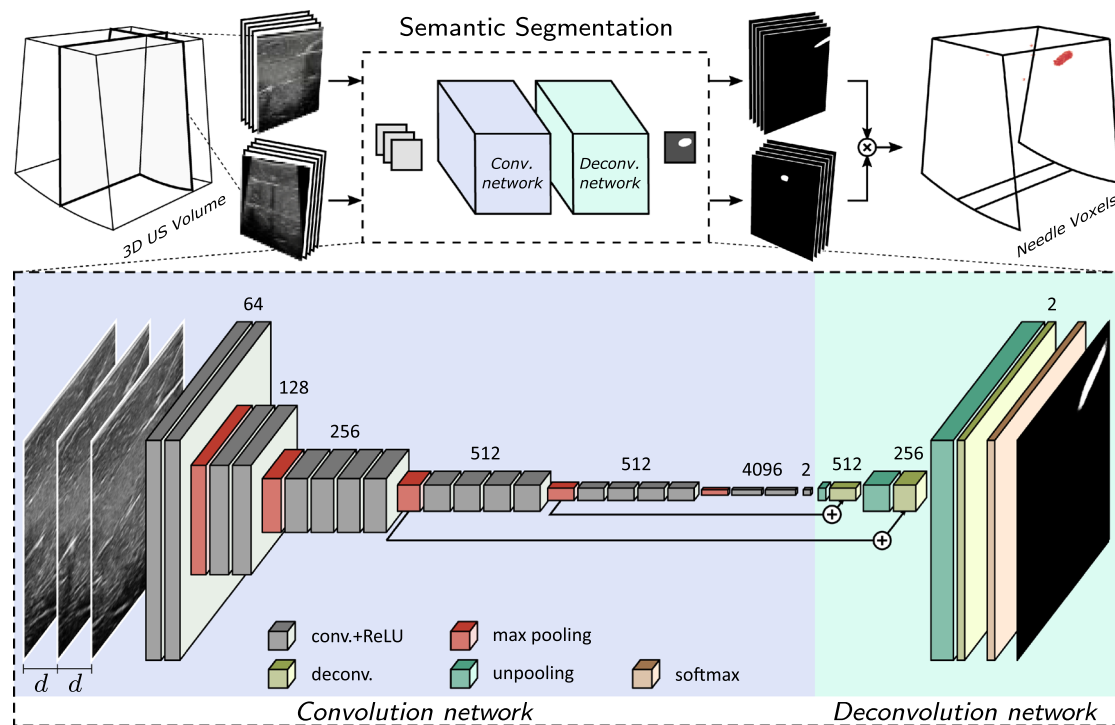 Semantic Segmentation
3D US Volume
Conv.
network
Deconv.
network
Needle Voxels
64
128
256
512
512
4096
2
512
256
2
d
d
conv.+ReLU
max pooling
deconv.
unpooling
softmax
Convolution network
Deconvolution network